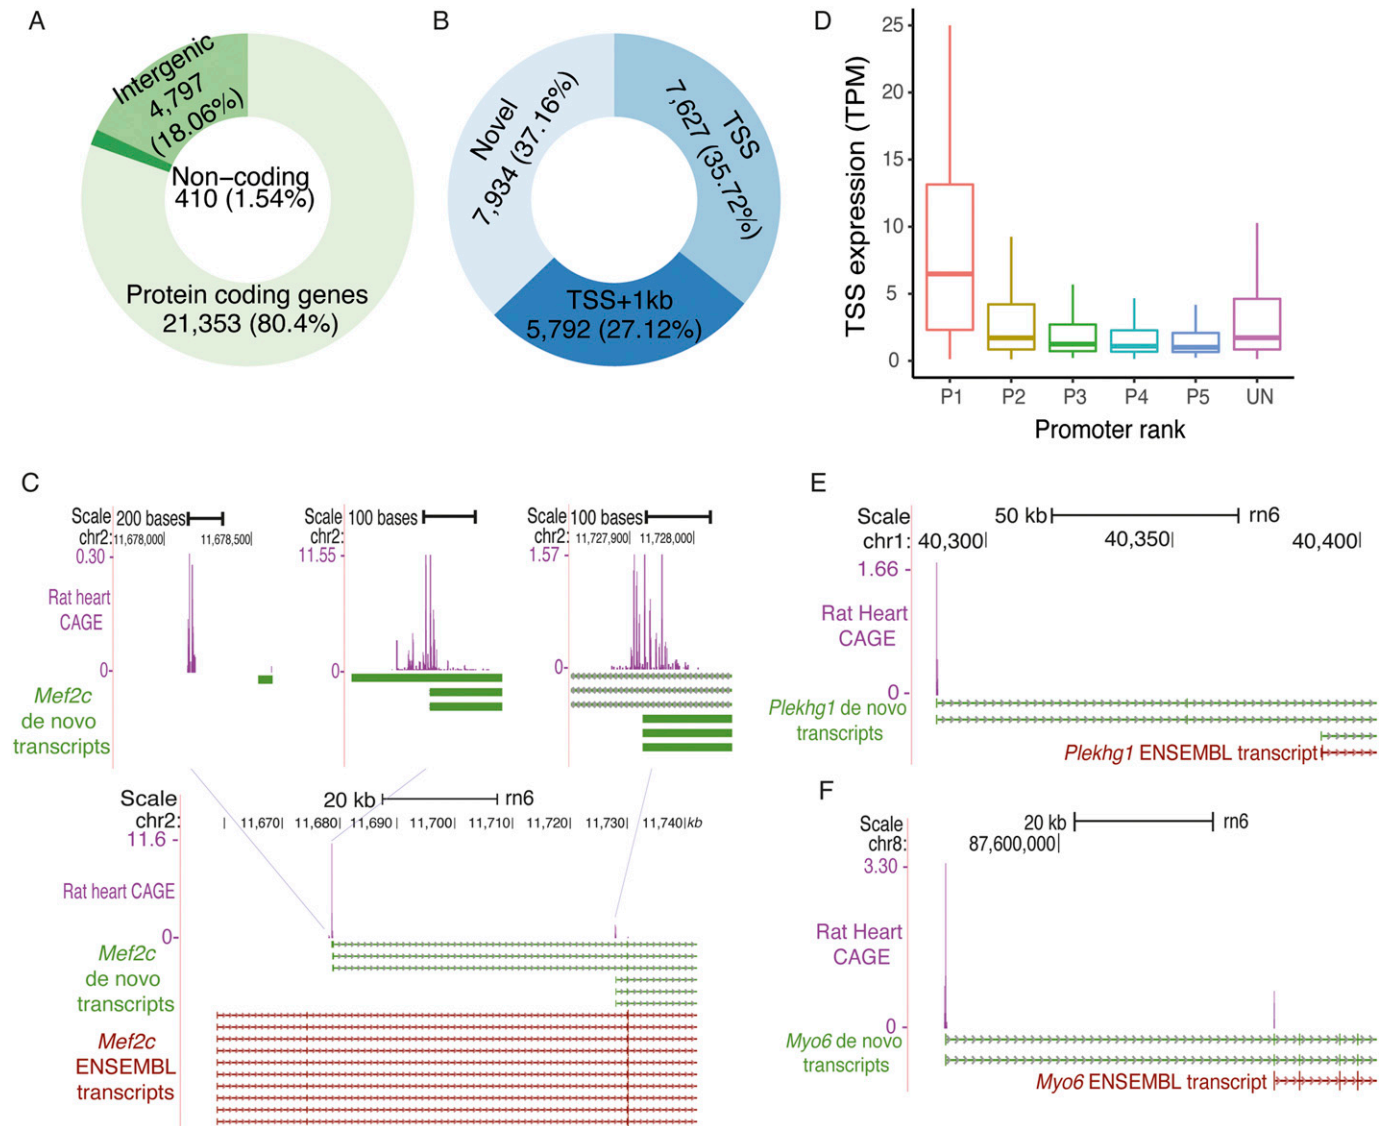 A
Intergenic
4,797
(18.06%)
Non-coding
410 (1.54%)
Protein coding genes
21,353 (80.4%)
B
Novel
7,934 (37.16%)
TSS
7,627 (35.72%)
TSS+1kb
5,792 (27.12%)
D
TSS expression (TPM)
25
20
15
10
5
0
P1 P2 P3 P4 P5 UN
Promoter rank
C
Scale 200 bases
chr2: 11,678,000| 11,678,500|
0.30
Rat heart
CAGE
0-
Mef2c
de novo
transcripts
Scale 100 bases
chr2:
11.55
0-
Scale 100 bases
chr2: 11,727,900| 11,728,000|
1.57
0-
Scale 20 kb rn6
chr2: | 11,670| 11,680| 11,690| 11,700| 11,710| 11,720| 11,730| 11,740|kb
11.6 -
Rat heart CAGE
0-
Mef2c
de novo
transcripts
Mef2c
ENSEMBL
transcripts
E
Scale 50 kb rn6
chr1: 40,300| 40,350| 40,400|
1.66 -
Rat Heart
CAGE
0 -
Plekhg1 de novo
transcripts
Plekhg1 ENSEMBL transcript
F
Scale 20 kb rn6
chr8: 87,600,000|
3.30
Rat Heart
CAGE
0 -
Myo6 de novo
transcripts
Myo6 ENSEMBL transcript